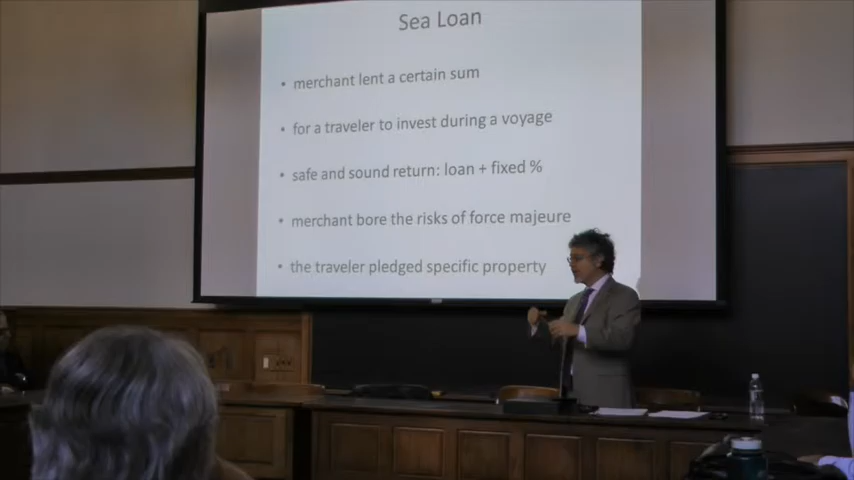 Sea Loan
• merchant lent a certain sum
• for a traveler to invest during a voyage
• safe and sound return: loan + fixed %
• merchant bore the risks of force majeure
• the traveler pledged specific property